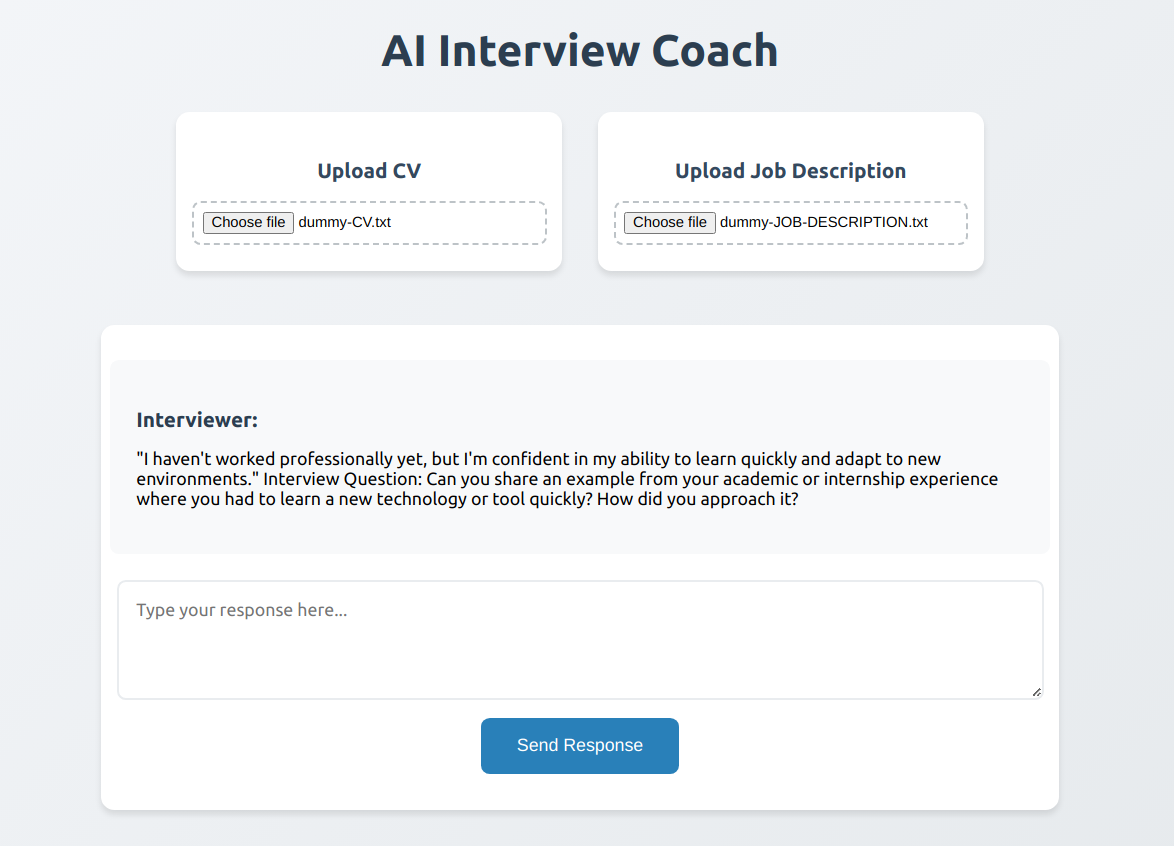 AI Interview Coach
Upload CV
Choose file dummy-CV.txt
Upload Job Description
Choose file dummy-JOB-DESCRIPTION.txt
Interviewer:
"I haven't worked professionally yet, but I'm confident in my ability to learn quickly and adapt to new
environments." Interview Question: Can you share an example from your academic or internship experience
where you had to learn a new technology or tool quickly? How did you approach it?
Type your response here...
Send Response